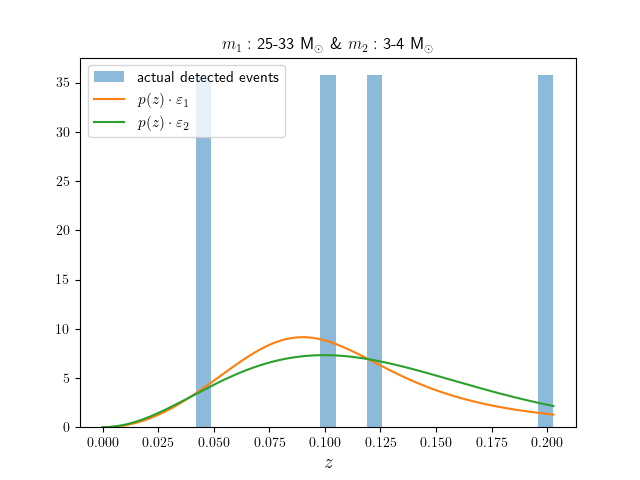 m₁ : 25-33 M⊙ & m₂ : 3-4 M⊙
actual detected events
p(z) · ε₁
p(z) · ε₂
35
30
25
20
15
10
5
0
0.000 0.025 0.050 0.075 0.100 0.125 0.150 0.175 0.200
z